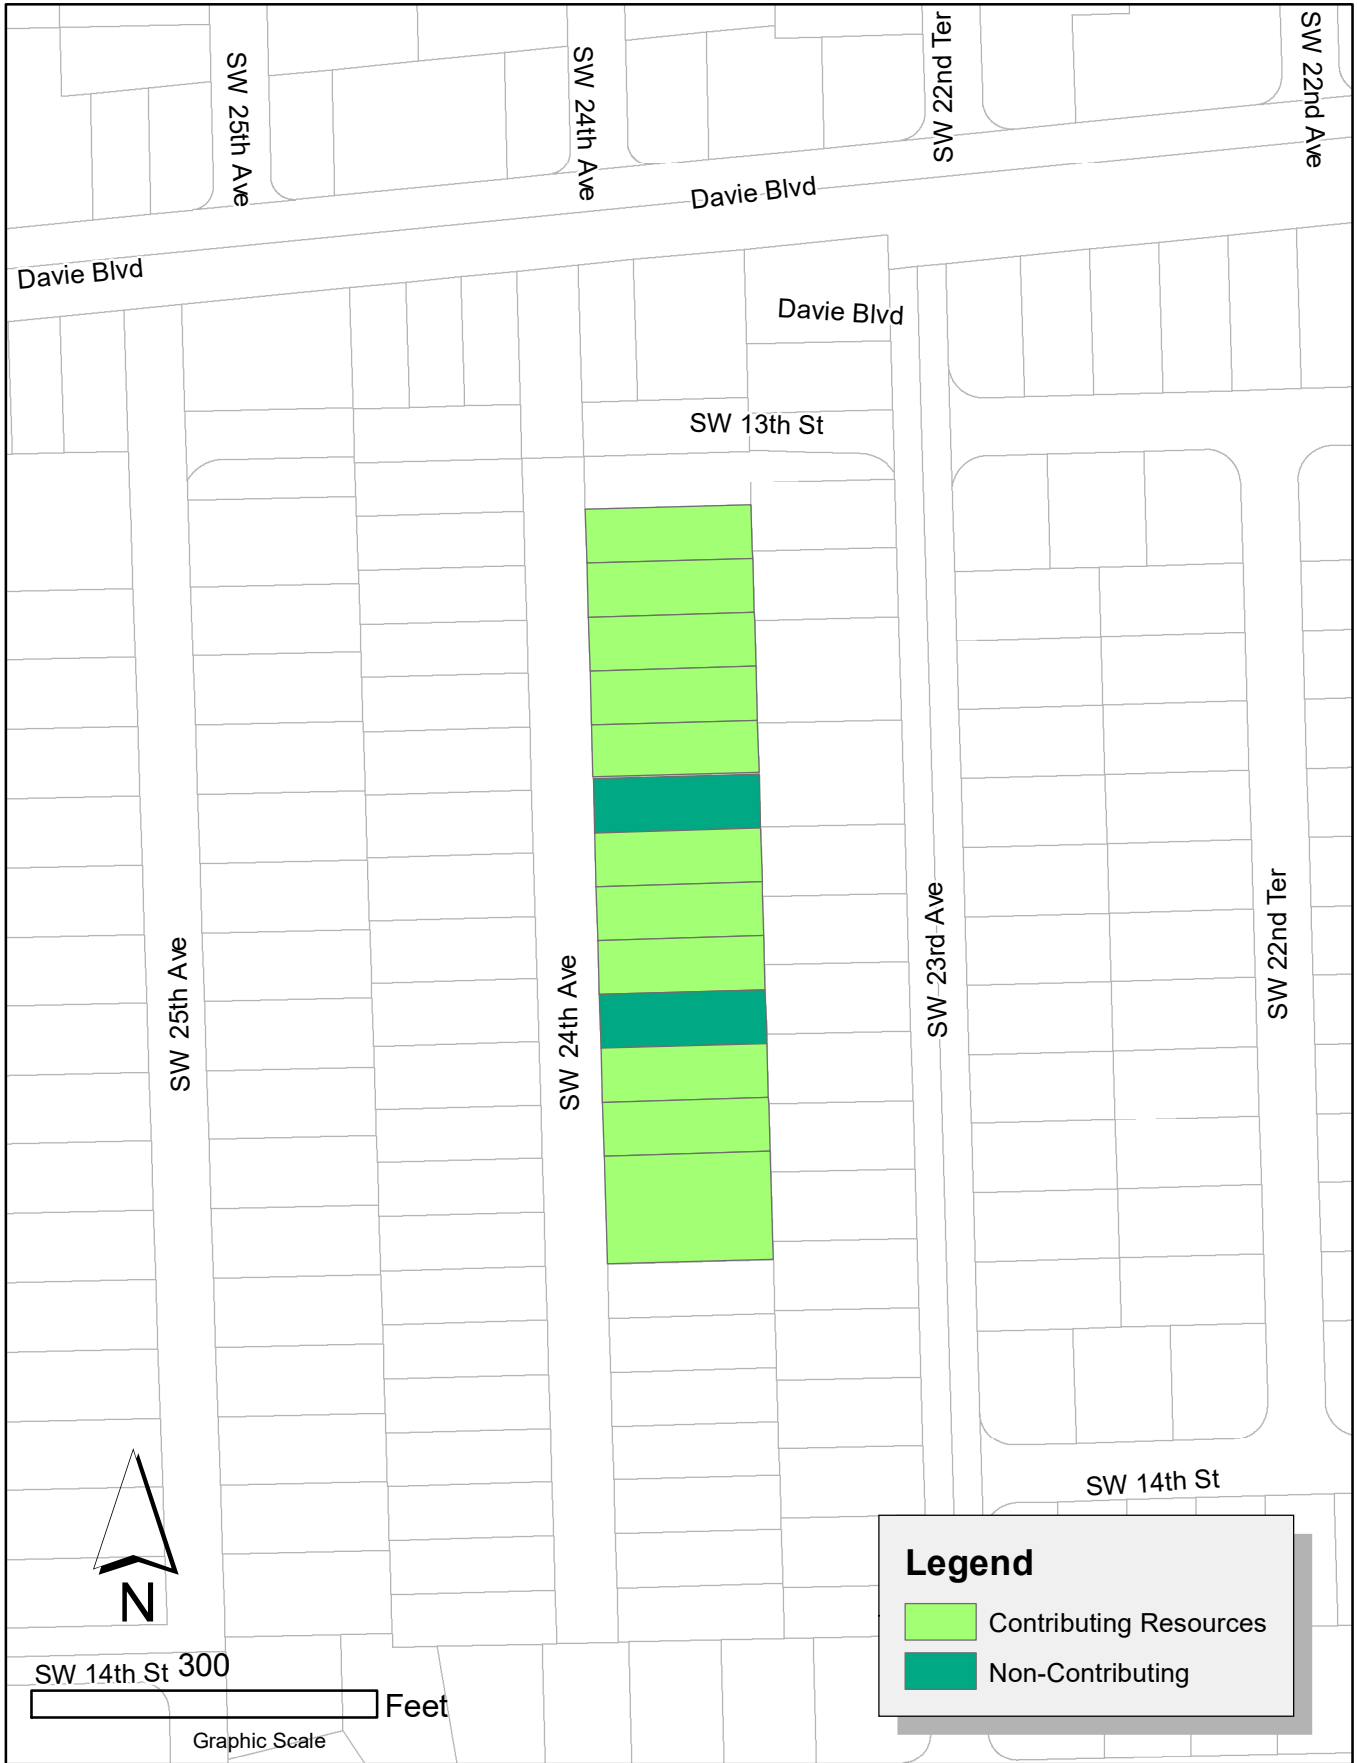 SW 25th Ave
SW 24th Ave
SW 22nd Ter
SW 22nd Ave
Davie Blvd
Davie Blvd
Davie Blvd
SW 13th St
SW 25th Ave
SW 24th Ave
SW 23rd Ave
SW 22nd Ter
SW 14th St
N
Legend
Contributing Resources
Non-Contributing
SW 14th St
300
Feet
Graphic Scale